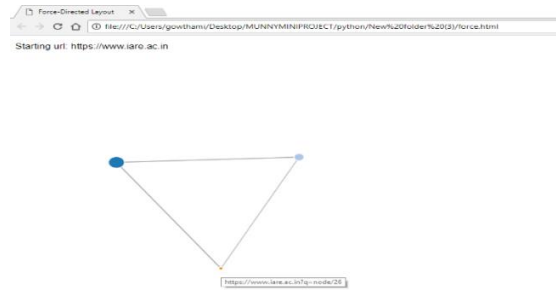 Force-Directed Layout
file:///C:/Users/gowthami/Desktop/MUNNYMINIPROJECT/python/New%20folder%20(3)/force.html
Starting url: https://www.iare.ac.in
https://www.iare.ac.in?q=node/26